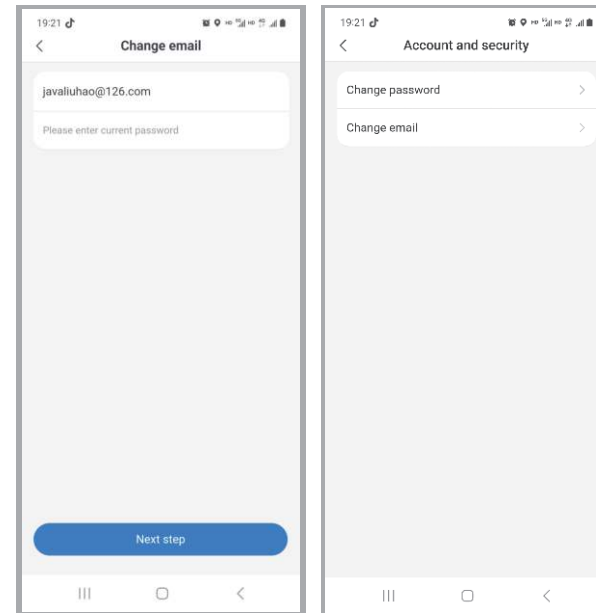 19:21
Change email
javaliuhao@126.com
Please enter current password
Next step
19:21
Account and security
Change password
Change email